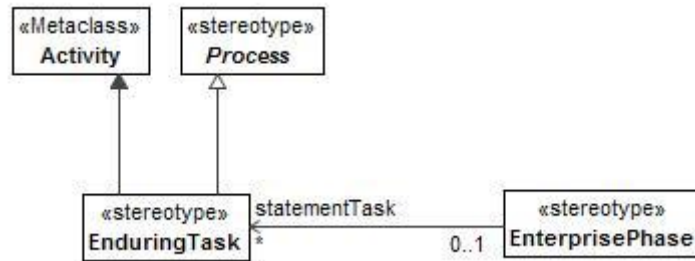 «Metaclass»
Activity
«stereotype»
Process
«stereotype»
EnduringTask
statementTask
*
0..1
«stereotype»
EnterprisePhase